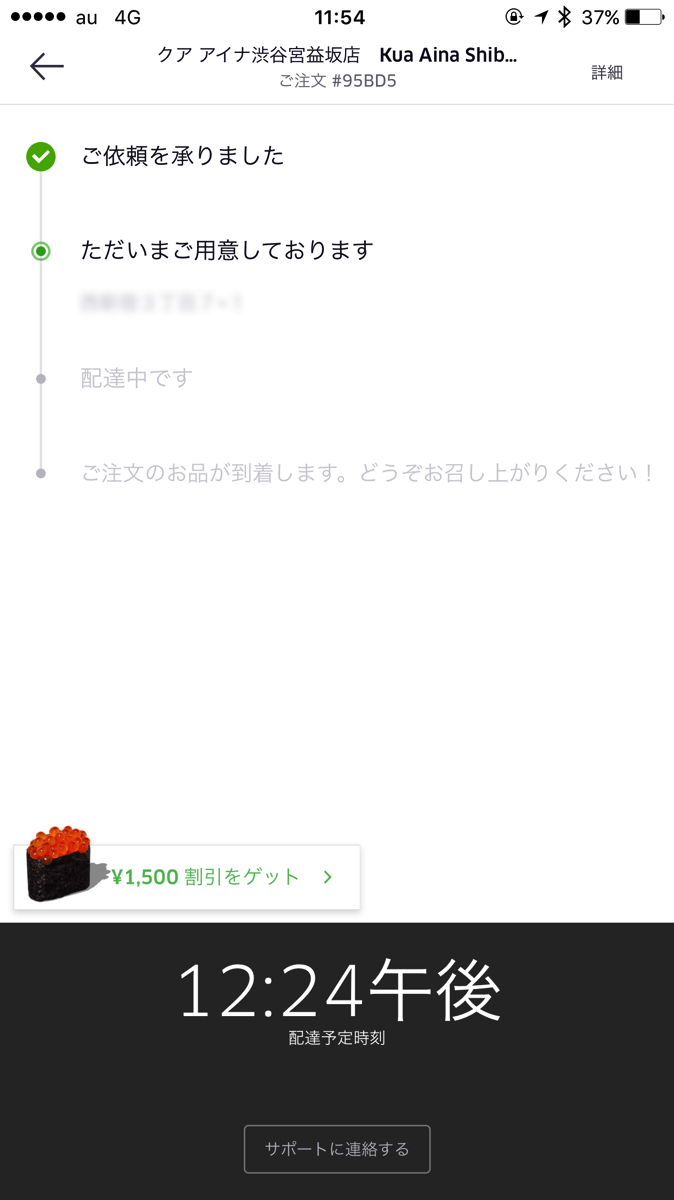 au 4G 11:54 37%
クア アイナ渋谷宮益坂店 Kua Aina Shib...
ご注文 #95BD5
詳細
ご依頼を承りました
ただいまご用意しております
配達中です
ご注文のお品が到着します。どうぞお召し上がりください！
¥1,500 割引をゲット
12:24午後
配達予定時刻
サポートに連絡する